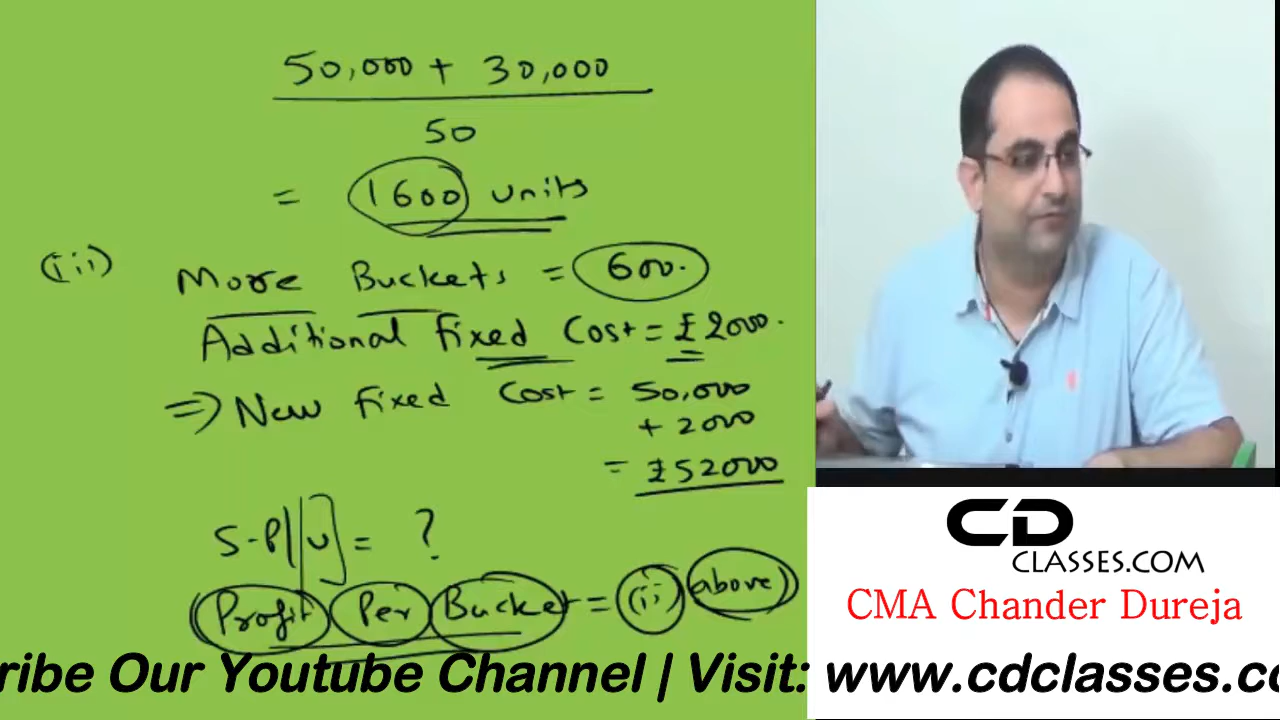 50,000 + 30,000
50
= 1600 units
(iii) More Buckets = 600.
Additional Fixed Cost = £2000.
⇒ New Fixed Cost = 50,000
+ 2000
= £52000
S.P/u = ?
Profit Per Bucket = (ii) above
CD
CLASSES.COM
CMA Chander Dureja
ribe Our Youtube Channel | Visit: www.cdclasses.c